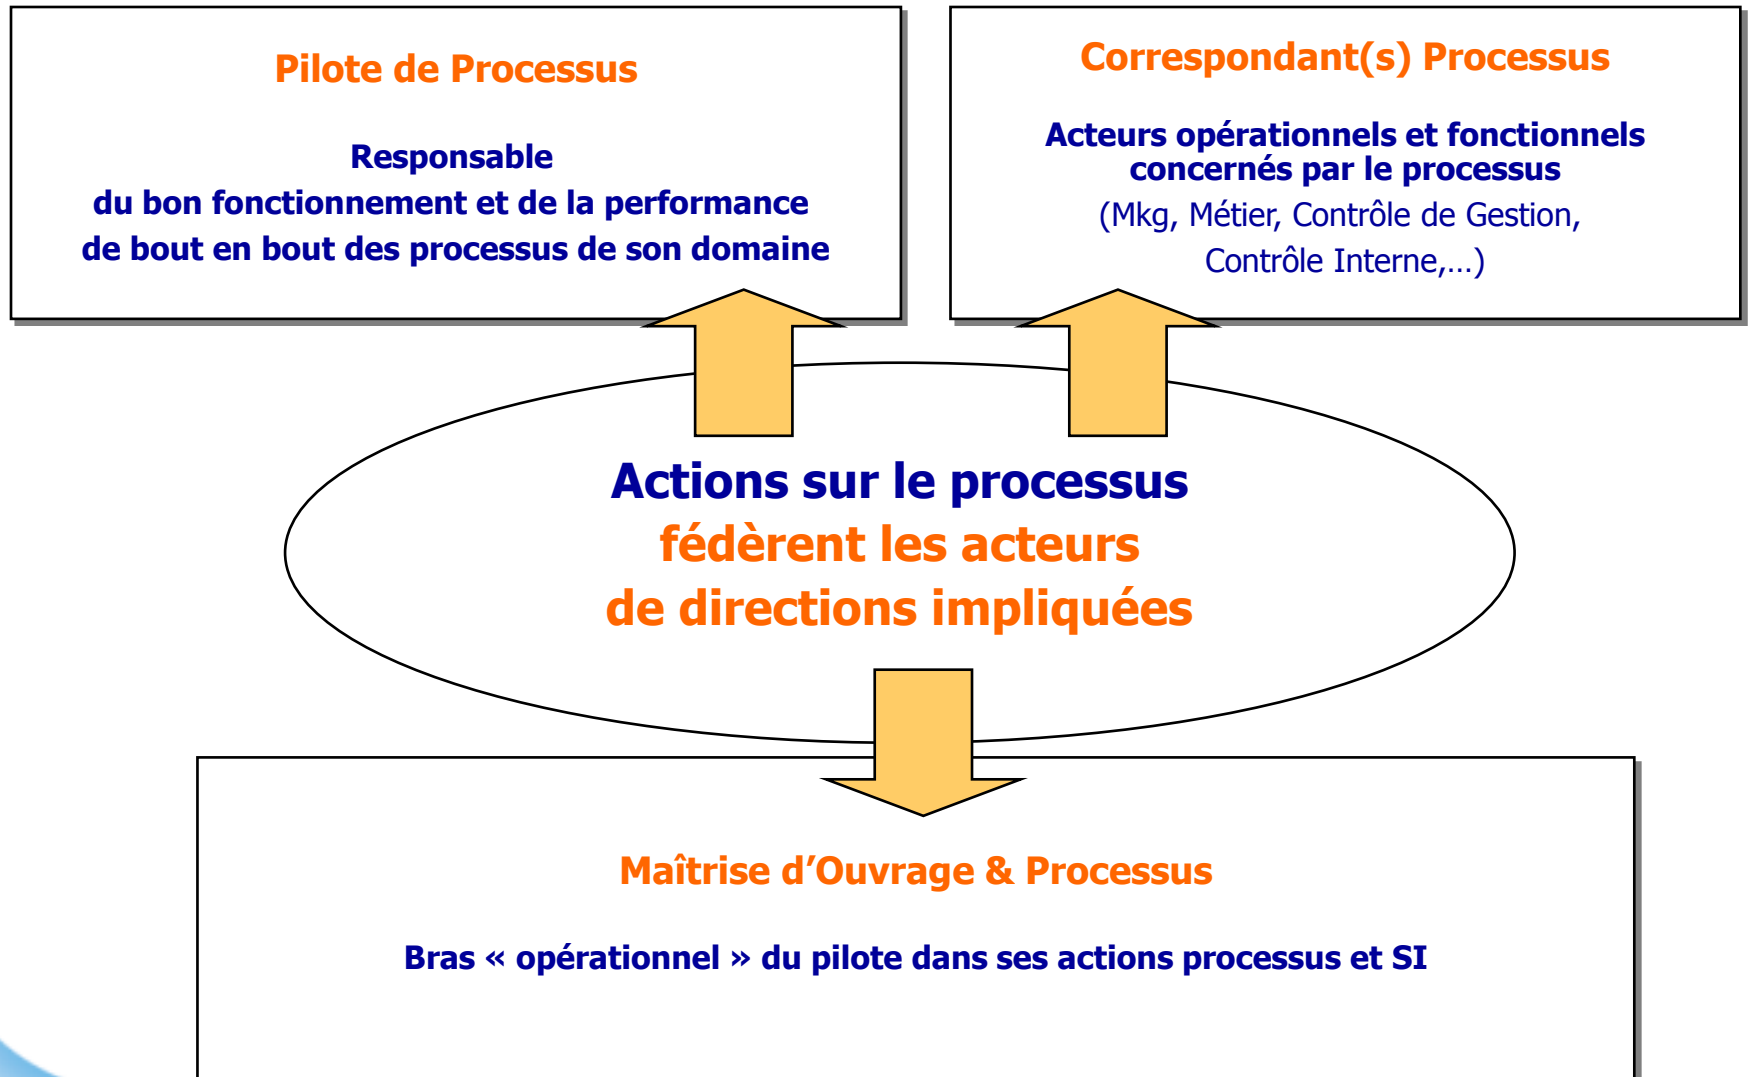 Pilote de Processus
Responsable
du bon fonctionnement et de la performance
de bout en bout des processus de son domaine
Correspondant(s) Processus
Acteurs opérationnels et fonctionnels
concernés par le processus
(Mkg, Métier, Contrôle de Gestion,
Contrôle Interne,…)
Actions sur le processus
fédèrent les acteurs
de directions impliquées
Maîtrise d’Ouvrage & Processus
Bras « opérationnel » du pilote dans ses actions processus et SI